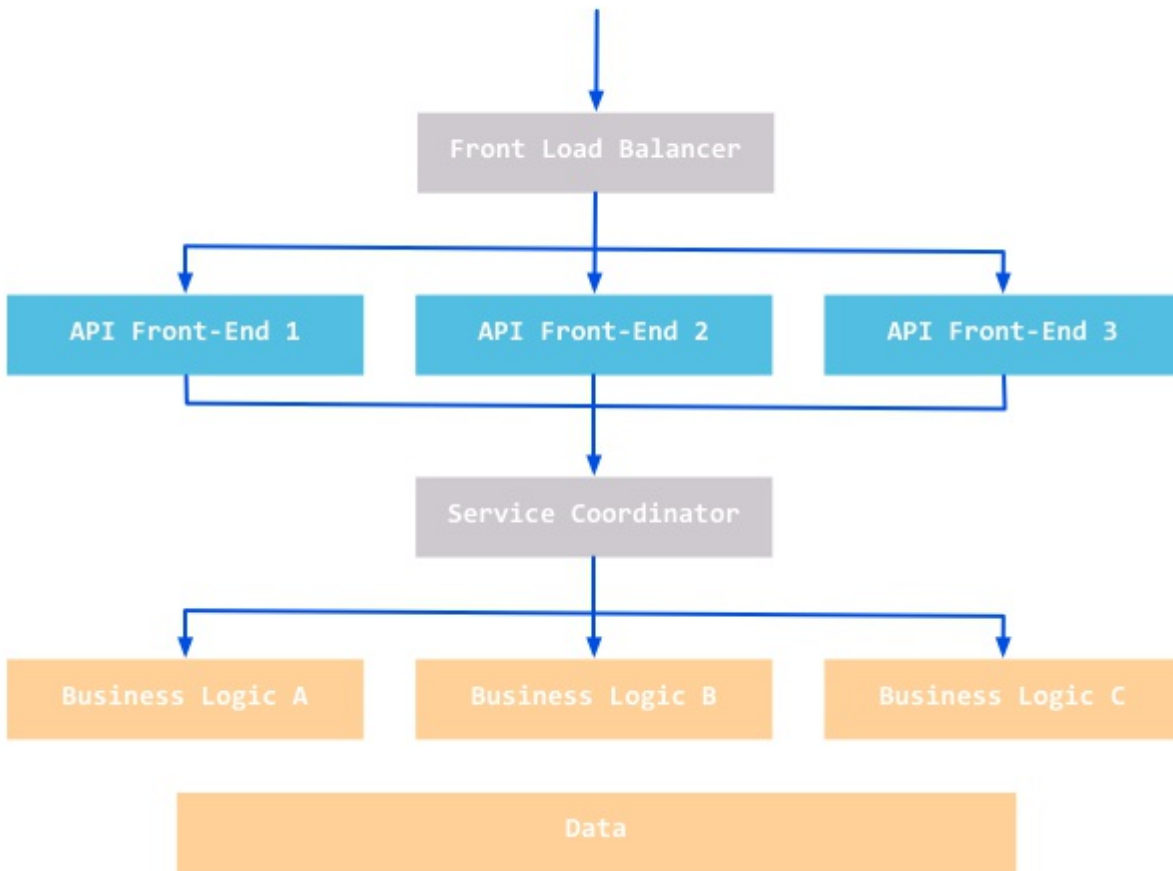 Front Load Balancer
API Front-End 1
API Front-End 2
API Front-End 3
Service Coordinator
Business Logic A
Business Logic B
Business Logic C
Data